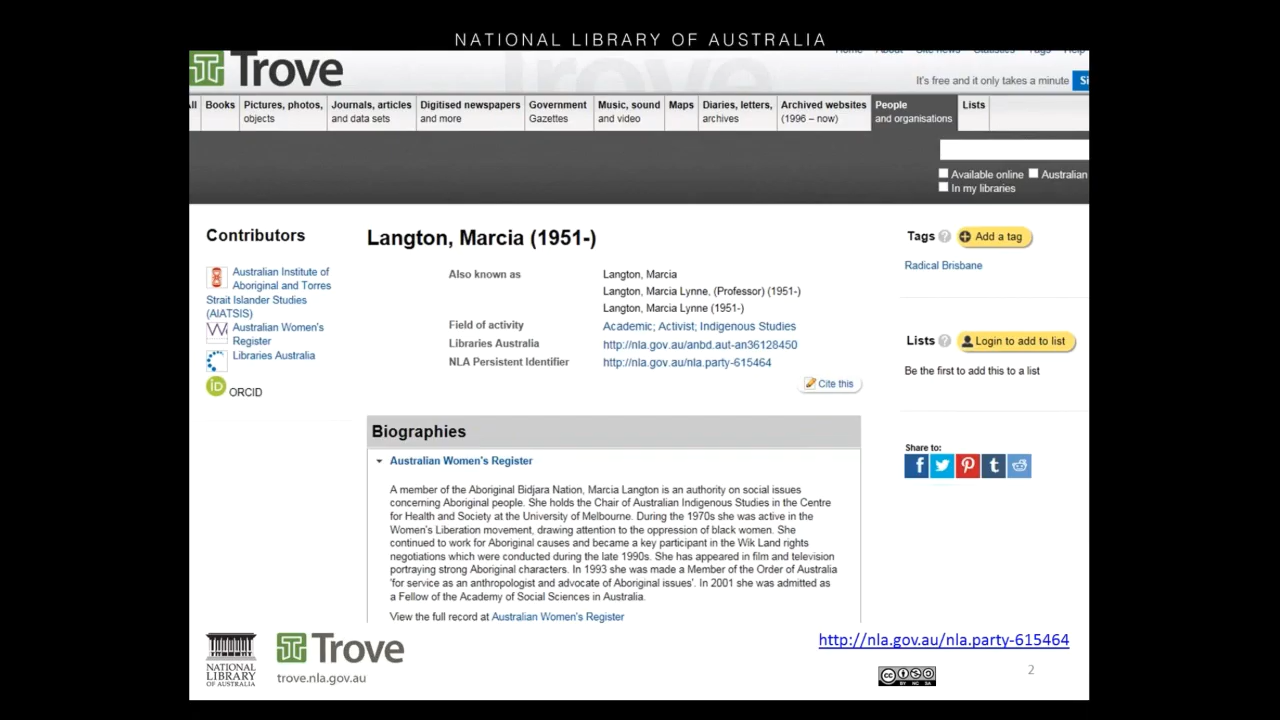 NATIONAL LIBRARY OF AUSTRALIA
Home About Site news Statistics Tags Help
Trove
It's free and it only takes a minute
All Books Pictures, photos, objects Journals, articles and data sets Digitised newspapers and more Government Gazettes Music, sound and video Maps Diaries, letters, archives Archived websites (1996 – now) People and organisations Lists
Available online Australian
In my libraries
Contributors
Australian Institute of
Aboriginal and Torres
Strait Islander Studies
(AIATSIS)
Australian Women's
Register
Libraries Australia
iD ORCID
Langton, Marcia (1951-)
Also known as Langton, Marcia
Langton, Marcia Lynne, (Professor) (1951-)
Langton, Marcia Lynne (1951-)
Field of activity Academic; Activist; Indigenous Studies
Libraries Australia http://nla.gov.au/anbd.aut-an36128450
NLA Persistent Identifier http://nla.gov.au/nla.party-615464
Cite this
Biographies
Australian Women's Register
A member of the Aboriginal Bidjara Nation, Marcia Langton is an authority on social issues
concerning Aboriginal people. She holds the Chair of Australian Indigenous Studies in the Centre
for Health and Society at the University of Melbourne. During the 1970s she was active in the
Women's Liberation movement, drawing attention to the oppression of black women. She
continued to work for Aboriginal causes and became a key participant in the Wik Land rights
negotiations which were conducted during the late 1990s. She has appeared in film and television
portraying strong Aboriginal characters. In 1993 she was made a Member of the Order of Australia
'for service as an anthropologist and advocate of Aboriginal issues'. In 2001 she was admitted as
a Fellow of the Academy of Social Sciences in Australia.
View the full record at Australian Women's Register
Tags ? Add a tag
Radical Brisbane
Lists ? Login to add to list
Be the first to add this to a list
Share to:
NATIONAL
LIBRARY
OF AUSTRALIA
Trove
trove.nla.gov.au
http://nla.gov.au/nla.party-615464
CC BY NC SA
2